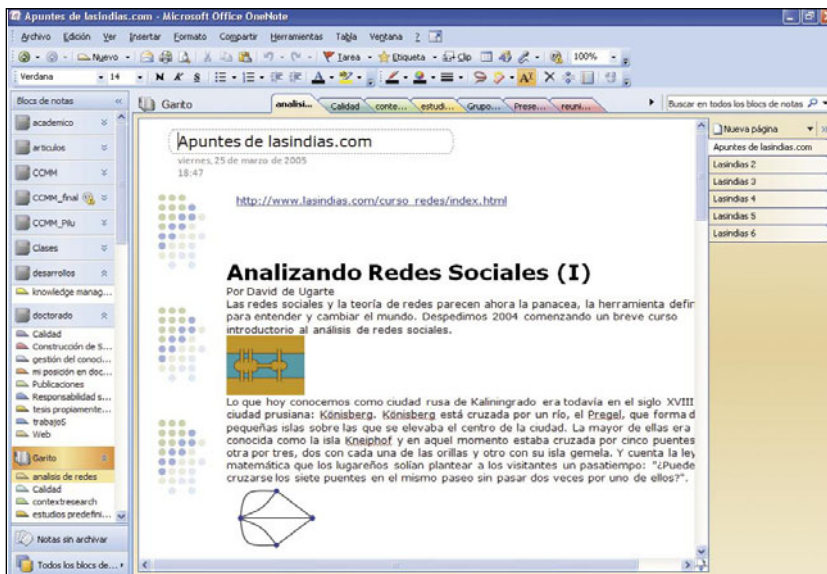 Apuntes de lasindias.com - Microsoft Office OneNote
Archivo Edición Ver Insertar Formato Compartir Herramientas Tabla Ventana ?
Nuevo Tarea Etiqueta Clip 100%
Verdana 14 N K S
Blocs de notas
Garito
analisi... Calidad conte... estudi... Grupo... Prese... reuni...
Buscar en todos los blocs de notas
academico
articulos
CCMM
CCMM_final
CCMM_Pilu
Clases
desarrollos
knowledge manag...
doctorado
Calidad
Construcción de S...
gestión del conoci...
mi posición en doc...
Publicaciones
Responsabilidad s...
tesis propiamente...
trabajoS
Web
Garito
analisis de redes
Calidad
contextresearch
estudios predefini...
Notas sin archivar
Todos los blocs de...
Apuntes de lasindias.com
viernes, 25 de marzo de 2005
18:47
http://www.lasindias.com/curso_redes/index.html
Analizando Redes Sociales (I)
Por David de Ugarte
Las redes sociales y la teoría de redes parecen ahora la panacea, la herramienta defir
para entender y cambiar el mundo. Despedimos 2004 comenzando un breve curso
introductorio al análisis de redes sociales.
Lo que hoy conocemos como ciudad rusa de Kaliningrado era todavía en el siglo XVIII
ciudad prusiana: Könisberg. Könisberg está cruzada por un río, el Pregel, que forma d
pequeñas islas sobre las que se elevaba el centro de la ciudad. La mayor de ellas era
conocida como la isla Kneiphof y en aquel momento estaba cruzada por cinco puentes
otra por tres, dos con cada una de las orillas y otro con su isla gemela. Y cuenta la ley
matemática que los lugareños solían plantear a los visitantes un pasatiempo: "¿Puede
cruzarse los siete puentes en el mismo paseo sin pasar dos veces por uno de ellos?".
Nueva página
Apuntes de lasindias.com
Lasindias 2
Lasindias 3
Lasindias 4
Lasindias 5
Lasindias 6